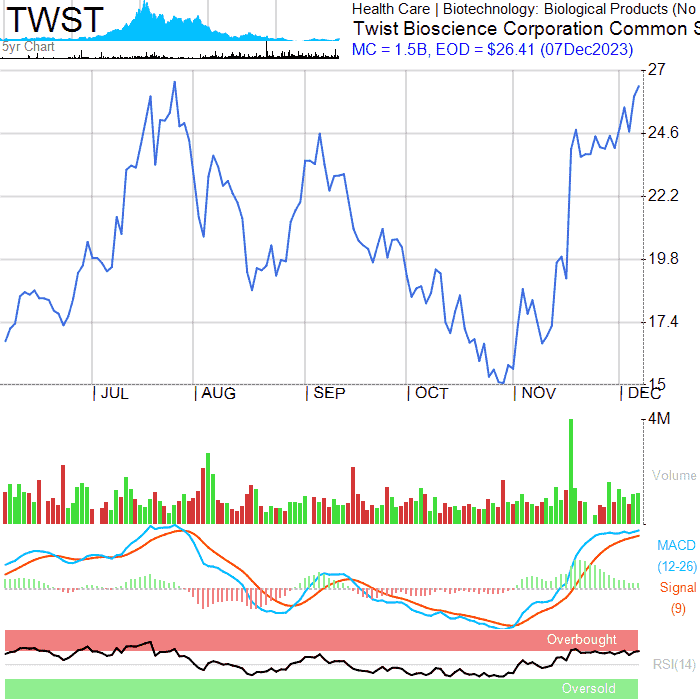 TWST
5yr Chart
Health Care | Biotechnology: Biological Products (No
Twist Bioscience Corporation Common S
MC = 1.5B, EOD = $26.41 (07Dec2023)
27
24.6
22.2
19.8
17.4
15
JUL AUG SEP OCT NOV DEC
4M
Volume
MACD
(12-26)
Signal
(9)
Overbought
RSI(14)
Oversold